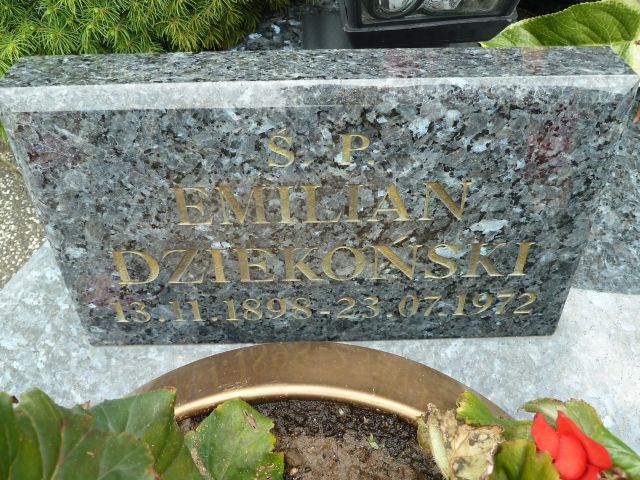 Ś. P.
EMILIAN
DZIEKOŃSKI
13.11.1898-23.07.1972